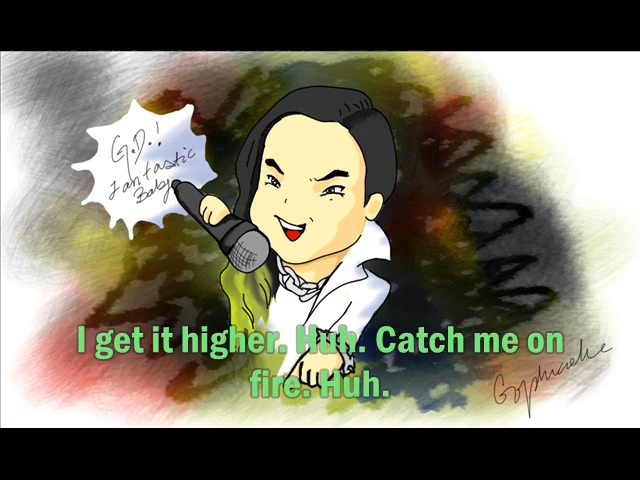 G.D.!
Fantastic
Baby
I get it higher. Huh. Catch me on
fire. Huh.